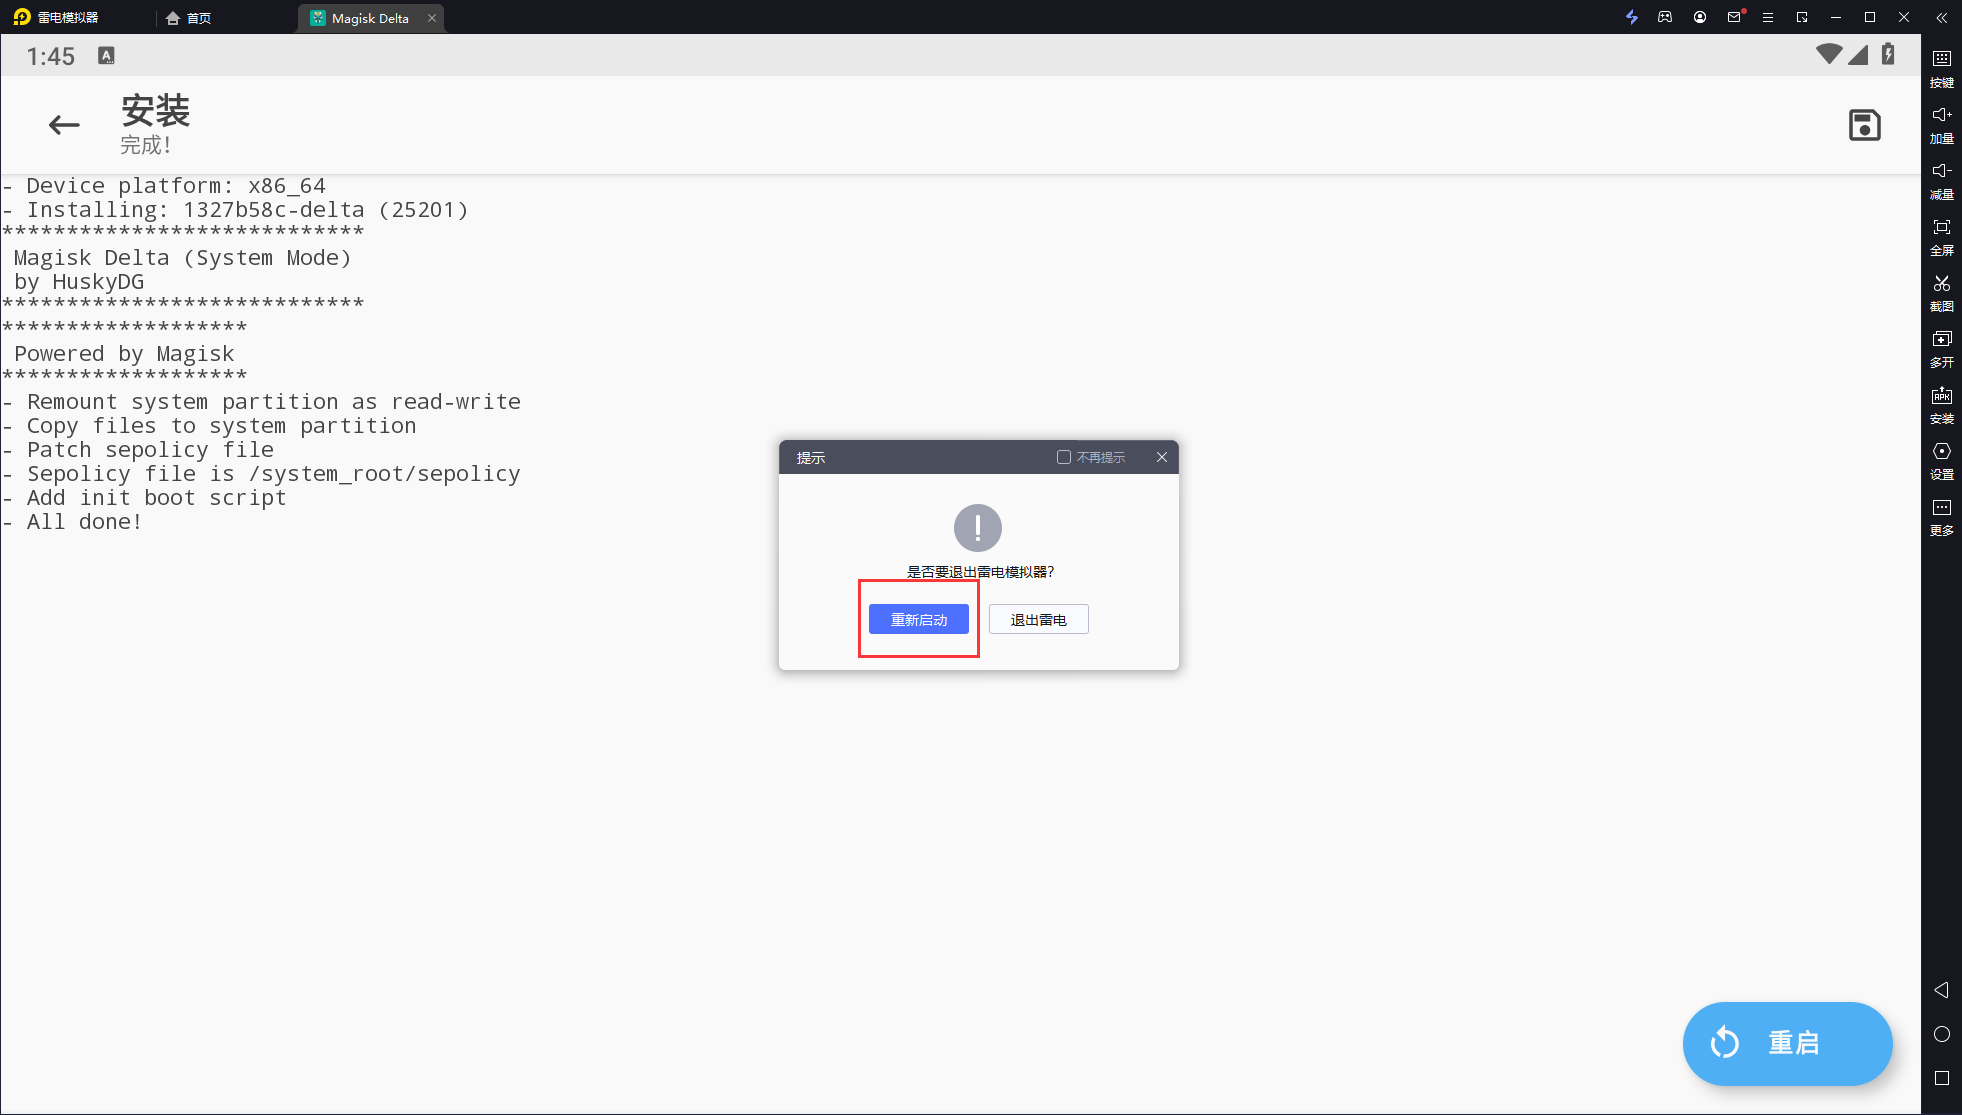 雷电模拟器
首页
Magisk Delta
1:45
A
安装
完成!
- Device platform: x86_64
- Installing: 1327b58c-delta (25201)
****************************
Magisk Delta (System Mode)
by HuskyDG
****************************
*******************
Powered by Magisk
*******************
- Remount system partition as read-write
- Copy files to system partition
- Patch sepolicy file
- Sepolicy file is /system_root/sepolicy
- Add init boot script
- All done!
提示
不再提示
是否要退出雷电模拟器?
重新启动
退出雷电
重启
按键
加量
减量
全屏
截图
多开
APK
安装
设置
更多